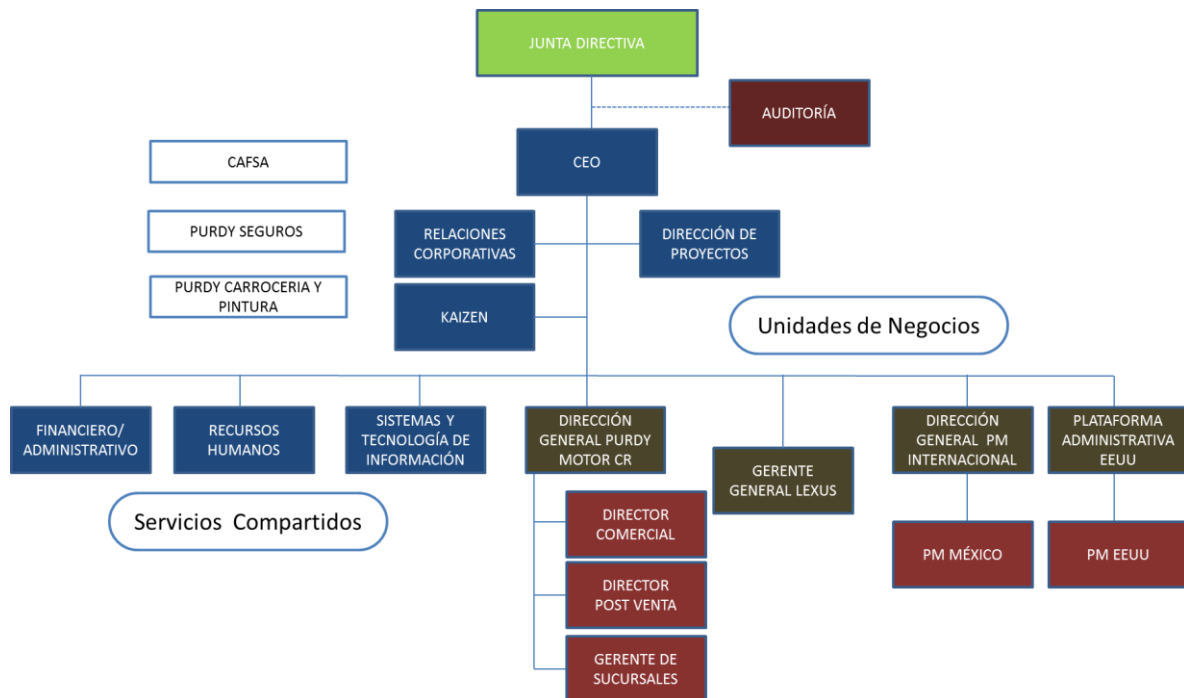 JUNTA DIRECTIVA
AUDITORÍA
CEO
CAFSA
PURDY SEGUROS
PURDY CARROCERIA Y
PINTURA
RELACIONES
CORPORATIVAS
DIRECCIÓN DE
PROYECTOS
KAIZEN
Unidades de Negocios
FINANCIERO/
ADMINISTRATIVO
RECURSOS
HUMANOS
SISTEMAS Y
TECNOLOGÍA DE
INFORMACIÓN
DIRECCIÓN
GENERAL PURDY
MOTOR CR
GERENTE
GENERAL LEXUS
DIRECCIÓN
GENERAL PM
INTERNACIONAL
PLATAFORMA
ADMINISTRATIVA
EEUU
Servicios Compartidos
DIRECTOR
COMERCIAL
DIRECTOR
POST VENTA
GERENTE DE
SUCURSALES
PM MÉXICO
PM EEUU